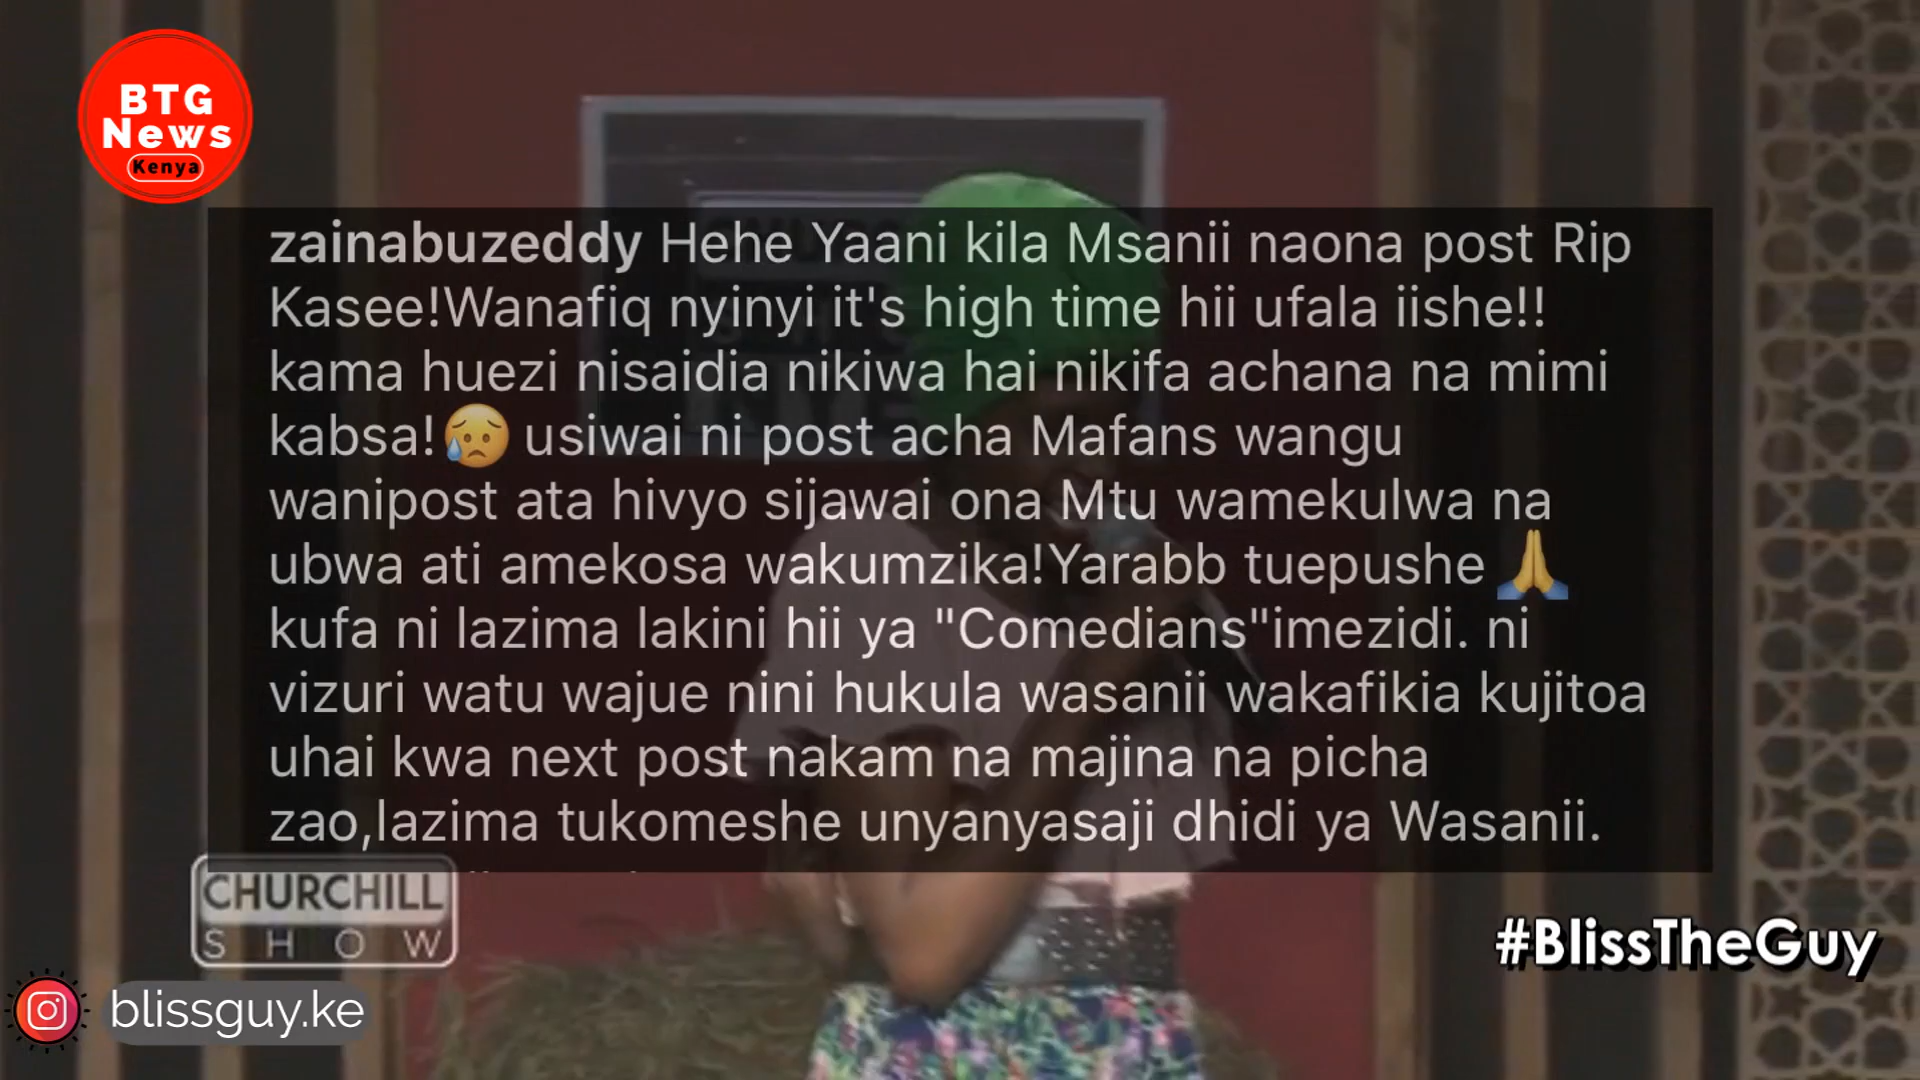 BTG
News
Kenya
zainabuzeddy Hehe Yaani kila Msanii naona post Rip
Kasee!Wanafiq nyinyi it's high time hii ufala iishe!!
kama huezi nisaidia nikiwa hai nikifa achana na mimi
kabsa!😥 usiwai ni post acha Mafans wangu
wanipost ata hivyo sijawai ona Mtu wamekulwa na
ubwa ati amekosa wakumzika!Yarabb tuepushe🙏
kufa ni lazima lakini hii ya "Comedians"imezidi. ni
vizuri watu wajue nini hukula wasanii wakafikia kujitoa
uhai kwa next post nakam na majina na picha
zao,lazima tukomeshe unyanyasaji dhidi ya Wasanii.
CHURCHILL
SHOW
#BlissTheGuy
blissguy.ke